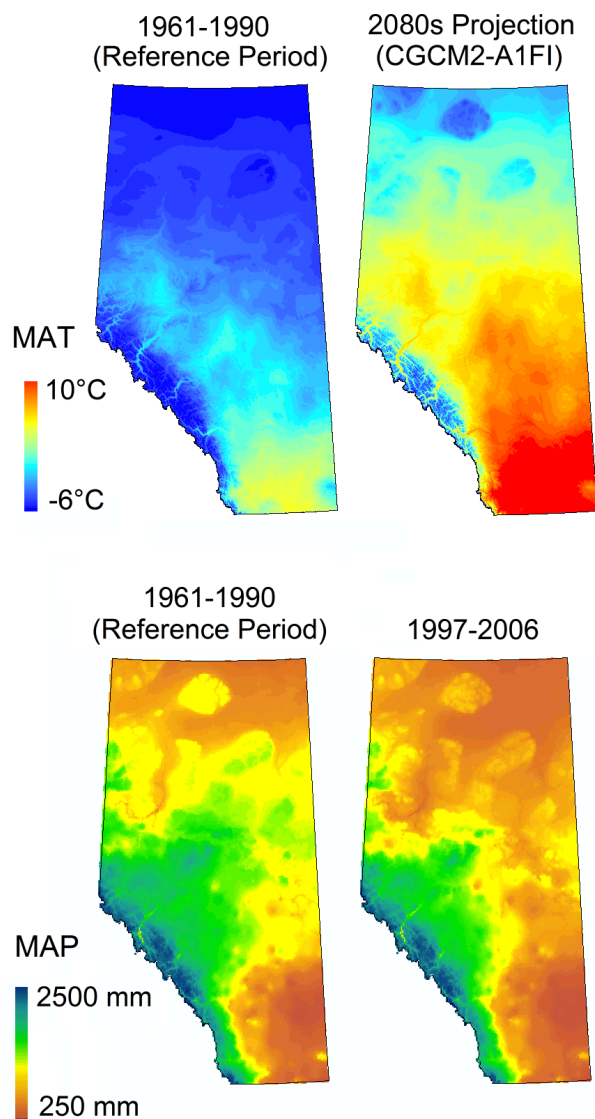 1961-1990
(Reference Period)
2080s Projection
(CGCM2-A1FI)
MAT
10°C
-6°C
1961-1990
(Reference Period)
1997-2006
MAP
2500 mm
250 mm